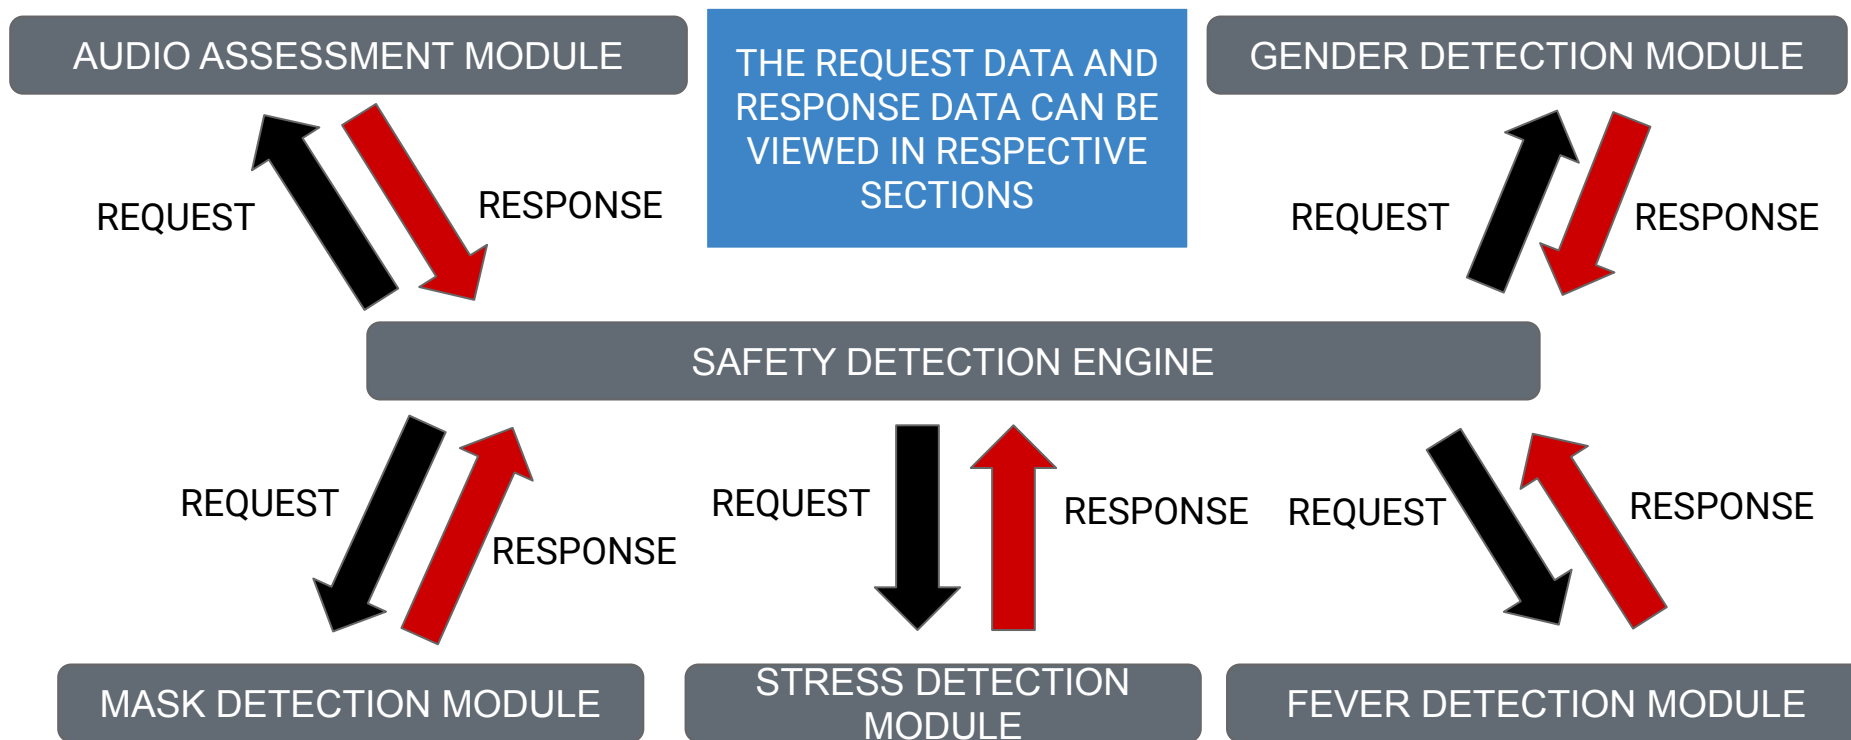 AUDIO ASSESSMENT MODULE
THE REQUEST DATA AND
RESPONSE DATA CAN BE
VIEWED IN RESPECTIVE
SECTIONS
GENDER DETECTION MODULE
REQUEST
RESPONSE
REQUEST
RESPONSE
SAFETY DETECTION ENGINE
REQUEST
RESPONSE
REQUEST
RESPONSE
REQUEST
RESPONSE
MASK DETECTION MODULE
STRESS DETECTION
MODULE
FEVER DETECTION MODULE